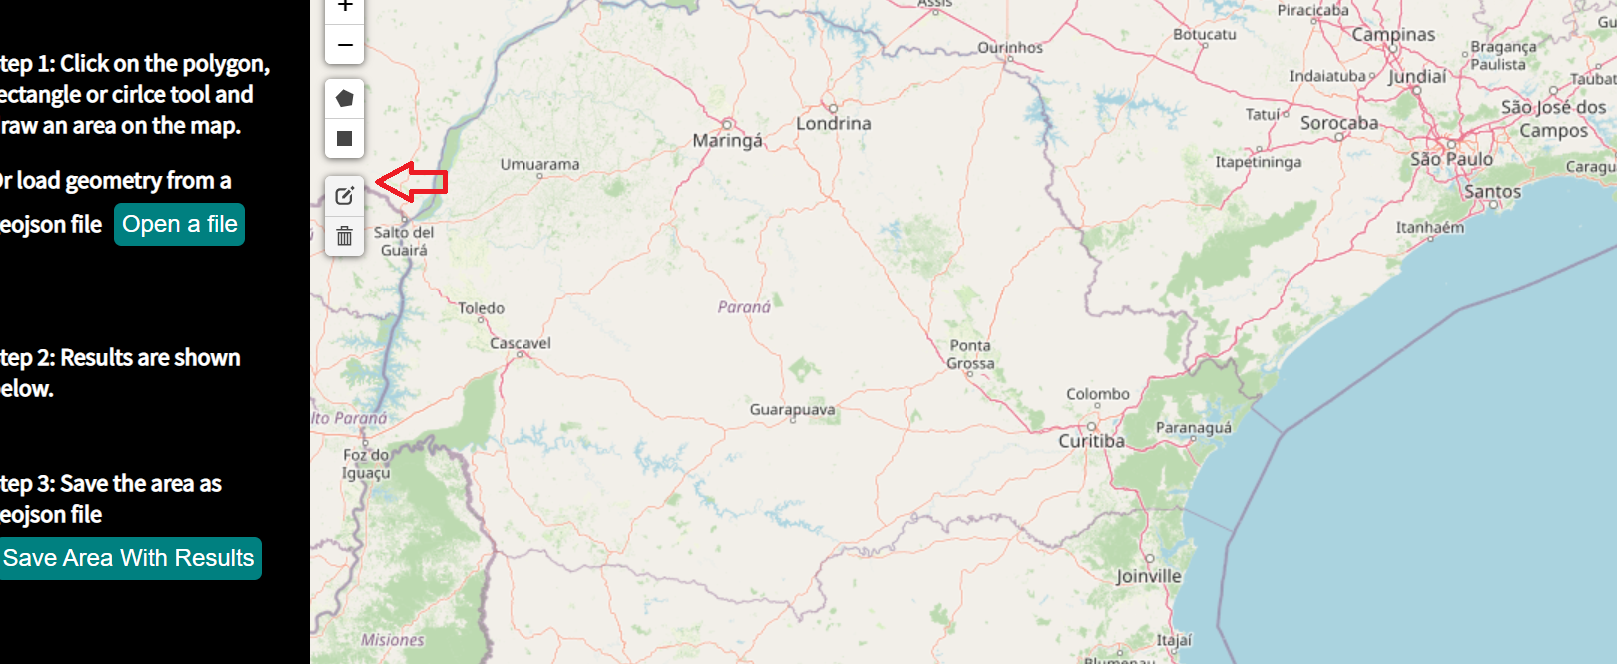 tep 1: Click on the polygon,
ectangle or cirlce tool and
raw an area on the map.
r load geometry from a
eojson file Open a file
tep 2: Results are shown
elow.
tep 3: Save the area as
eojson file
Save Area With Results
+
−
Assis
Ourinhos
Botucatu
Piracicaba
Campinas
Bragança
Paulista
Gu
Indaiatuba
Jundiaí
Taubat
São José dos
Campos
Tatuí
Sorocaba
Itapetininga
São Paulo
Caragu
Santos
Itanhaém
Londrina
Maringá
Umuarama
Salto del
Guairá
Toledo
Cascavel
Paraná
Ponta
Grossa
Guarapuava
Colombo
Curitiba
Paranaguá
lto Paraná
Foz do
Iguaçu
Joinville
Misiones
Itajaí
Blumenau